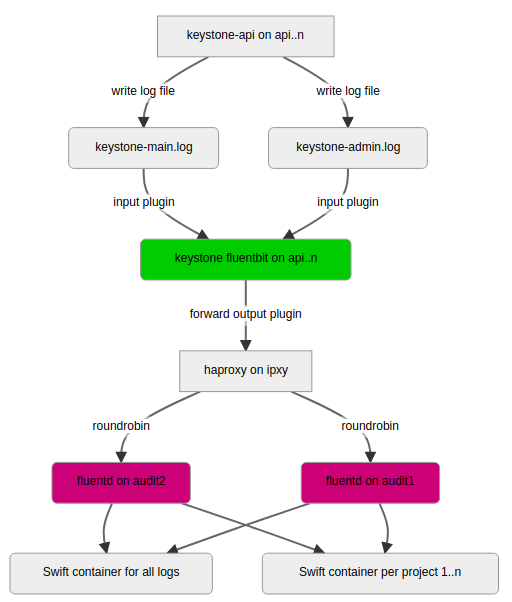 keystone-api on api..n
write log file
write log file
keystone-main.log
keystone-admin.log
input plugin
input plugin
keystone fluentbit on api..n
forward output plugin
haproxy on ipxy
roundrobin
roundrobin
fluentd on audit2
fluentd on audit1
Swift container for all logs
Swift container per project 1..n